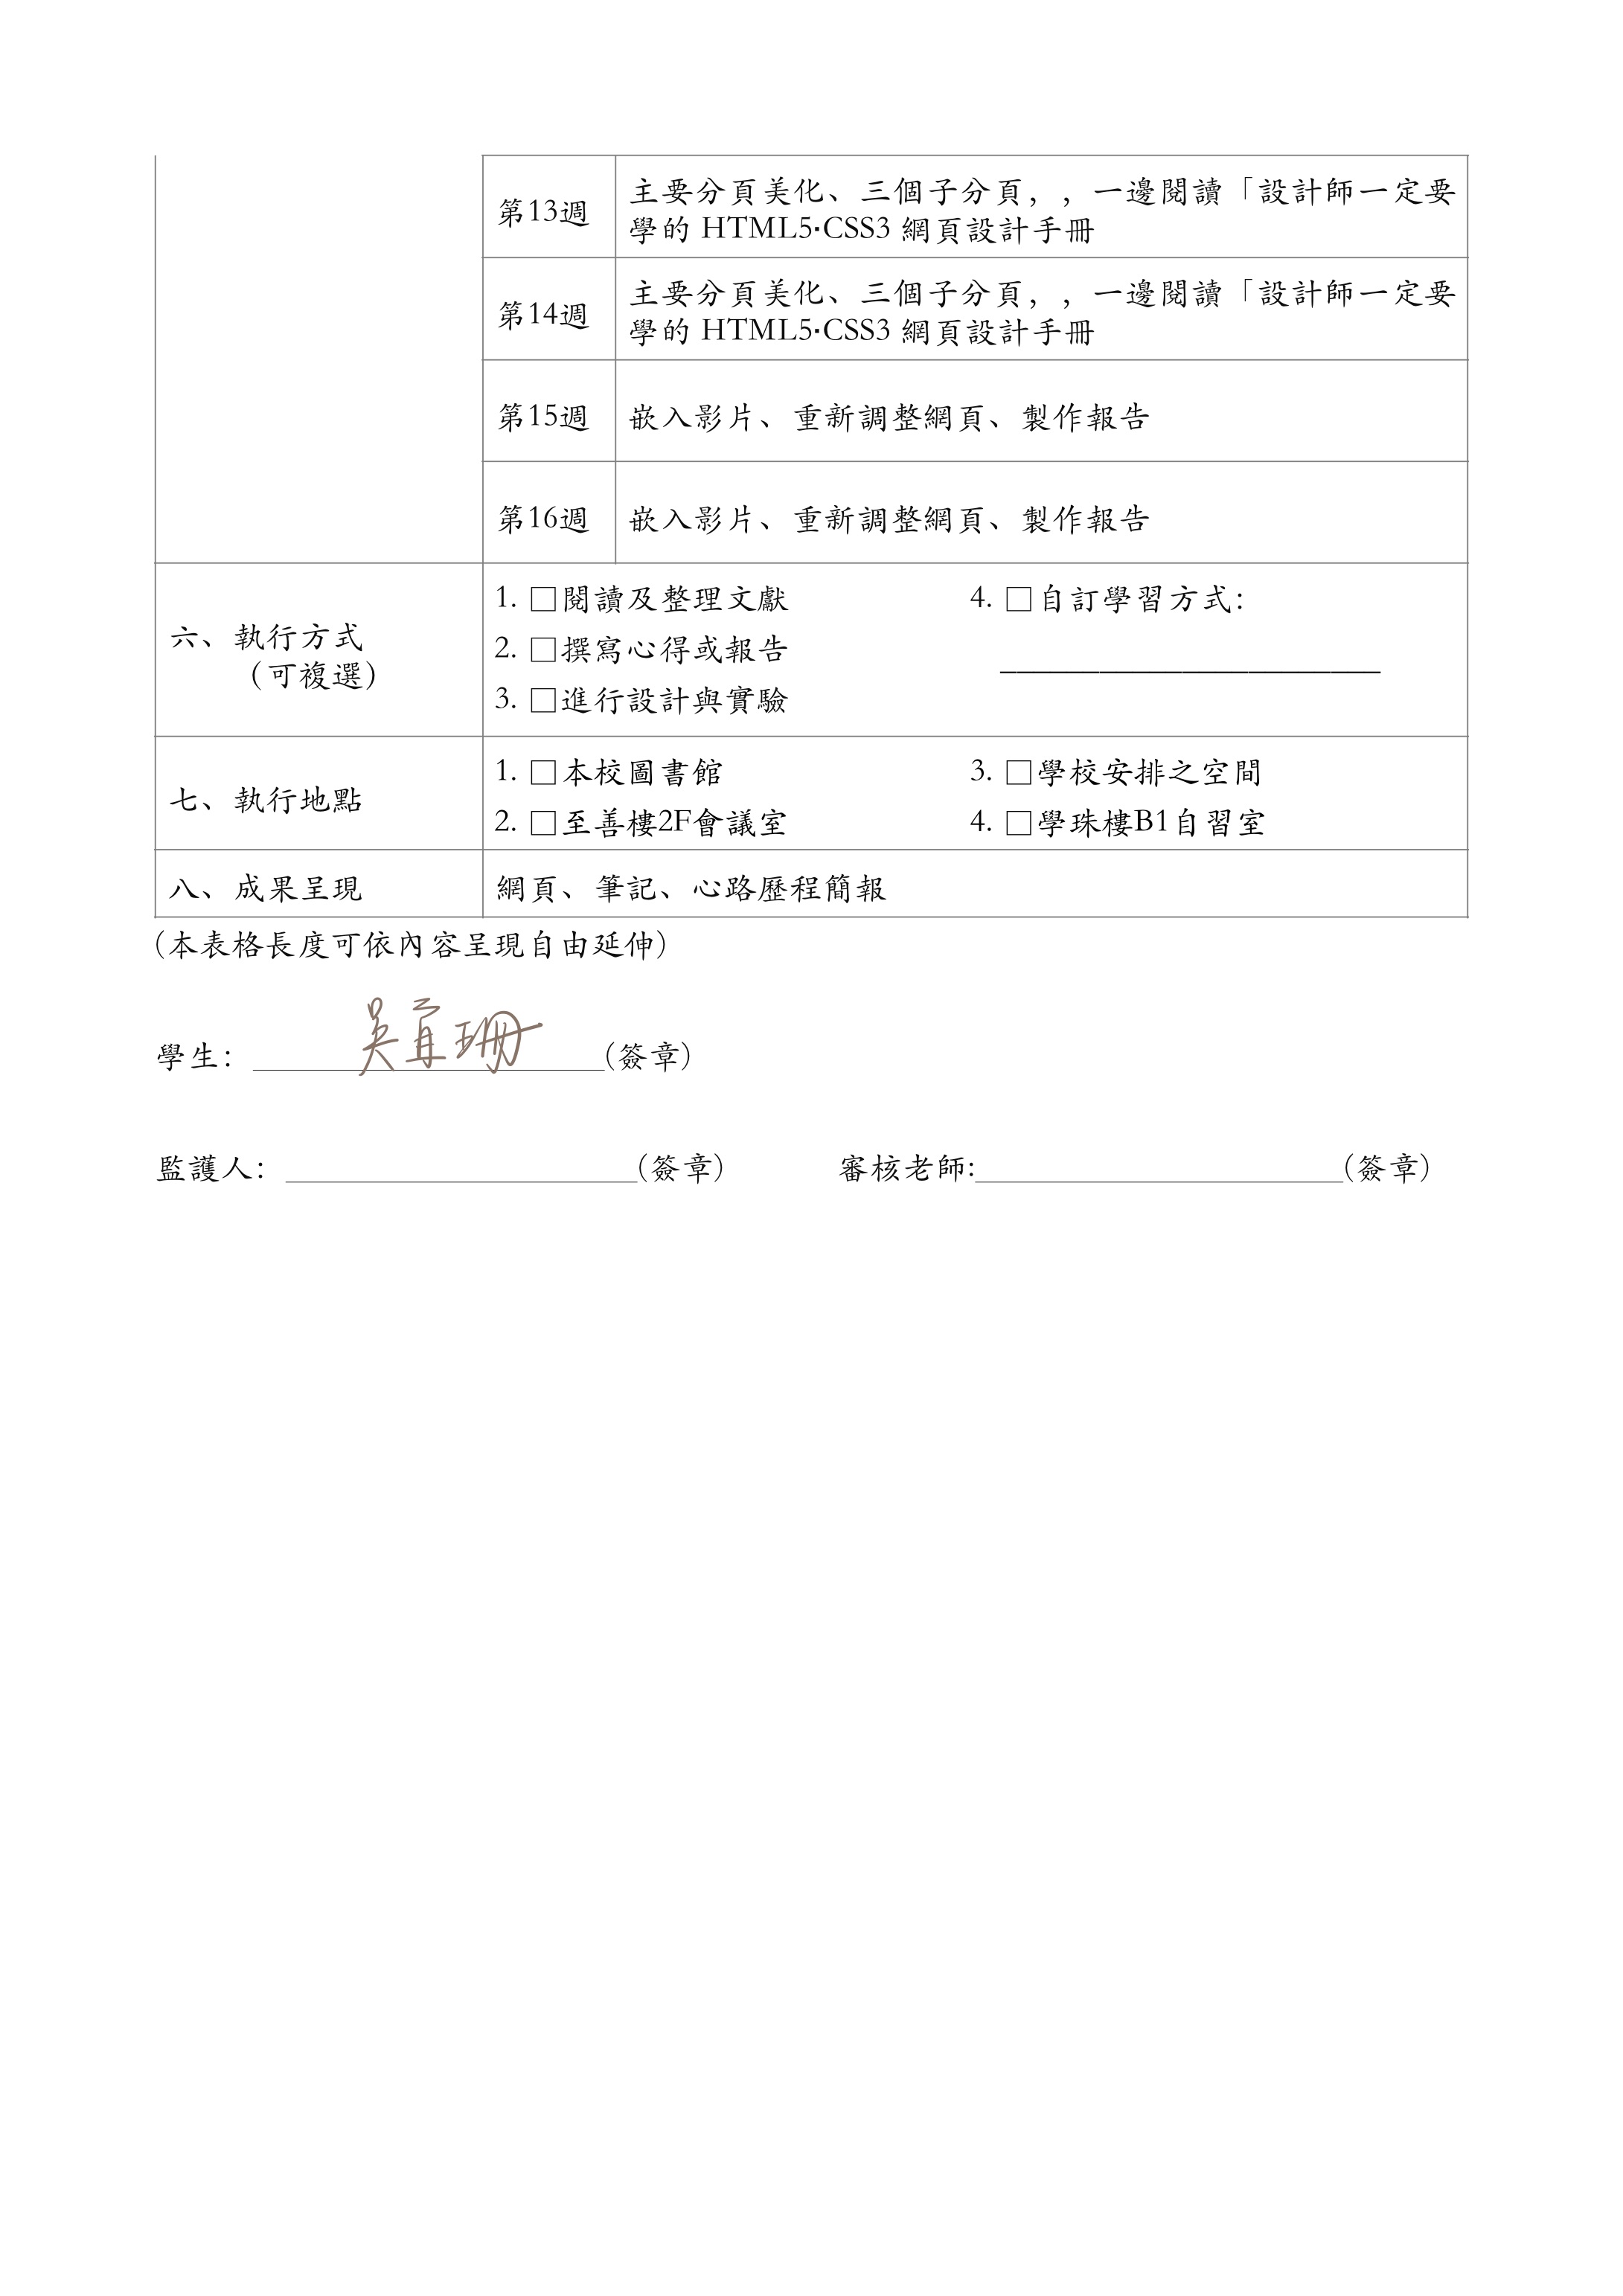 第13週 主要分頁美化、三個子分頁，，一邊閱讀「設計師一定要
學的 HTML5·CSS3 網頁設計手冊
第14週 主要分頁美化、三個子分頁，，一邊閱讀「設計師一定要
學的 HTML5·CSS3 網頁設計手冊
第15週 嵌入影片、重新調整網頁、製作報告
第16週 嵌入影片、重新調整網頁、製作報告
六、執行方式
（可複選）
1. □閱讀及整理文獻
2. □撰寫心得或報告
3. □進行設計與實驗
4. □自訂學習方式：
七、執行地點
1. □本校圖書館
2. □至善樓2F會議室
3. □學校安排之空間
4. □學珠樓B1自習室
八、成果呈現 網頁、筆記、心路歷程簡報
（本表格長度可依內容呈現自由延伸）
學生： 吳宜珊 (簽章)
監護人： (簽章) 審核老師: (簽章)